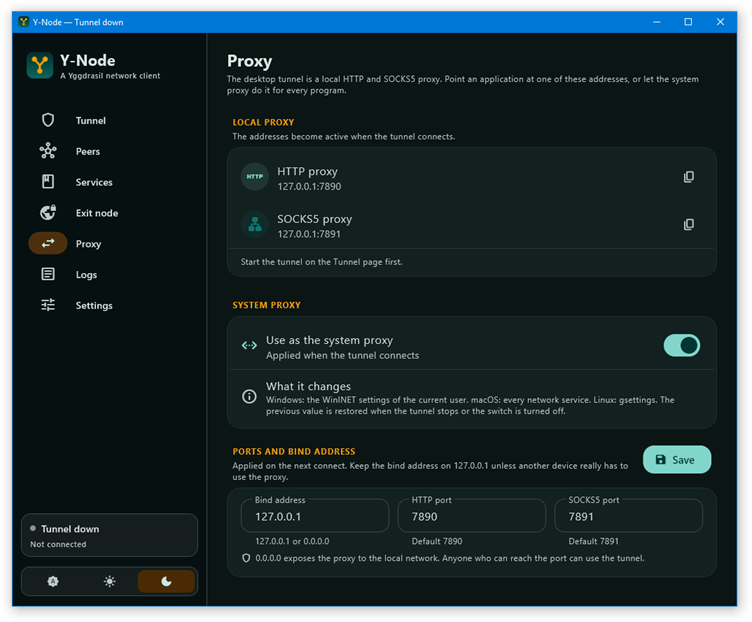 Y-Node — Tunnel down
Y-Node
A Yggdrasil network client
Tunnel
Peers
Services
Exit node
Proxy
Logs
Settings
Tunnel down
Not connected
A
Proxy
The desktop tunnel is a local HTTP and SOCKS5 proxy. Point an application at one of these addresses, or let the system
proxy do it for every program.
LOCAL PROXY
The addresses become active when the tunnel connects.
HTTP
HTTP proxy
127.0.0.1:7890
SOCKS5 proxy
127.0.0.1:7891
Start the tunnel on the Tunnel page first.
SYSTEM PROXY
Use as the system proxy
Applied when the tunnel connects
What it changes
Windows: the WinINET settings of the current user. macOS: every network service. Linux: gsettings. The
previous value is restored when the tunnel stops or the switch is turned off.
PORTS AND BIND ADDRESS
Applied on the next connect. Keep the bind address on 127.0.0.1 unless another device really has to
use the proxy.
Save
Bind address
127.0.0.1
127.0.0.1 or 0.0.0.0
HTTP port
7890
Default 7890
SOCKS5 port
7891
Default 7891
0.0.0.0 exposes the proxy to the local network. Anyone who can reach the port can use the tunnel.